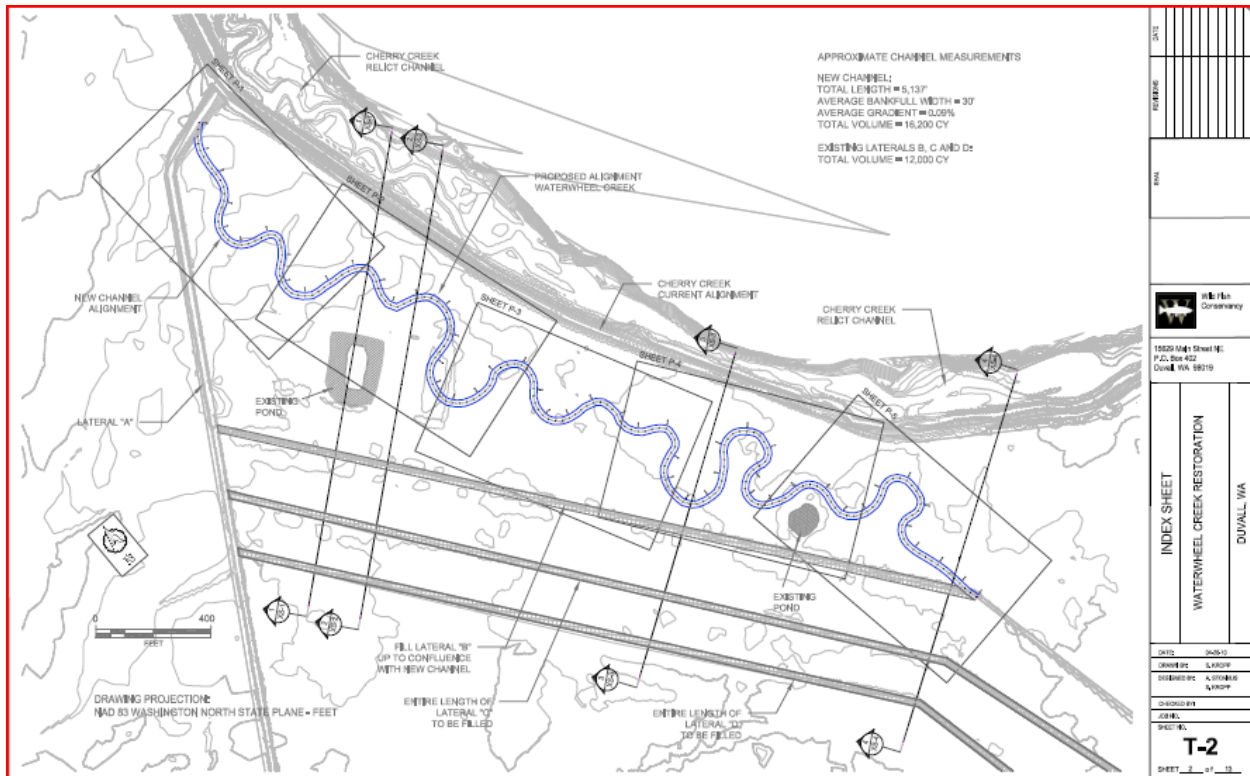 SHEET P-1
CHERRY CREEK
RELICT CHANNEL
APPROXIMATE CHANNEL MEASUREMENTS
NEW CHANNEL:
TOTAL LENGTH = 5,137'
AVERAGE BANKFULL WIDTH = 30'
AVERAGE GRADIENT = 0.09%
TOTAL VOLUME = 16,200 CY
EXISTING LATERALS B, C AND D:
TOTAL VOLUME = 12,000 CY
SHEET P-2
PROPOSED ALIGNMENT
WATERWHEEL CREEK
NEW CHANNEL
ALIGNMENT
SHEET P-3
CHERRY CREEK
CURRENT ALIGNMENT
CHERRY CREEK
RELICT CHANNEL
SHEET P-4
SHEET P-5
EXISTING
POND
LATERAL "A"
EXISTING
POND
0 400
FEET
FILL LATERAL "B"
UP TO CONFLUENCE
WITH NEW CHANNEL
ENTIRE LENGTH OF
LATERAL "C"
TO BE FILLED
ENTIRE LENGTH OF
LATERAL "D"
TO BE FILLED
DRAWING PROJECTION:
NAD 83 WASHINGTON NORTH STATE PLANE - FEET
DATE
REVISIONS
SEAL
Wild Fish
Conservancy
15629 Main Street NE
P.O. Box 402
Duvall, WA 98019
INDEX SHEET
WATERWHEEL CREEK RESTORATION
DUVALL, WA
DATE:
DRAWN BY: S. KROPP
DESIGNED BY:
S. KROPP
CHECKED BY:
JOB NO.
SHEET NO.
T-2
SHEET 2 of 13